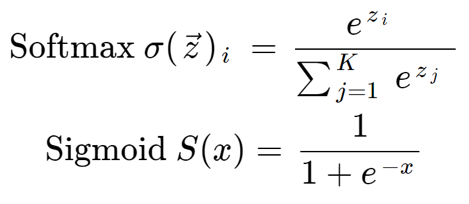 Softmax σ(z⃗)ᵢ = e^{zᵢ} / ∑_{j=1}^{K} e^{zⱼ}
Sigmoid S(x) = 1 / 1 + e^{−x}